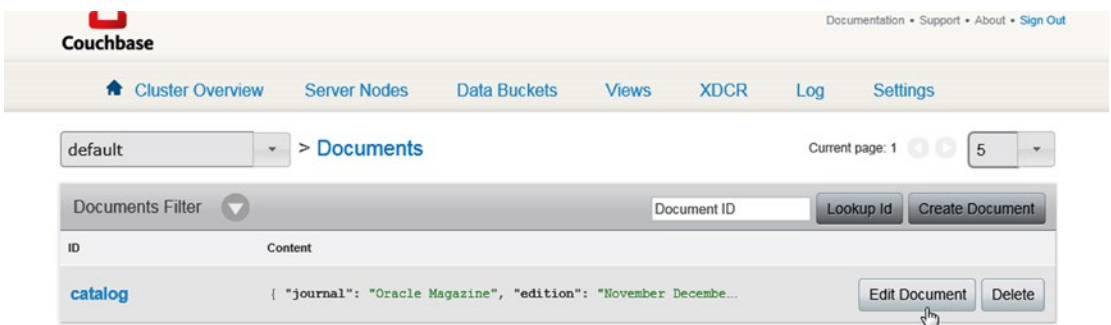 Documentation • Support • About • Sign Out
Couchbase
Cluster Overview Server Nodes Data Buckets Views XDCR Log Settings
default > Documents Current page: 1 5
Documents Filter Document ID Lookup Id Create Document
ID Content
catalog { "journal": "Oracle Magazine", "edition": "November Decembe... Edit Document Delete